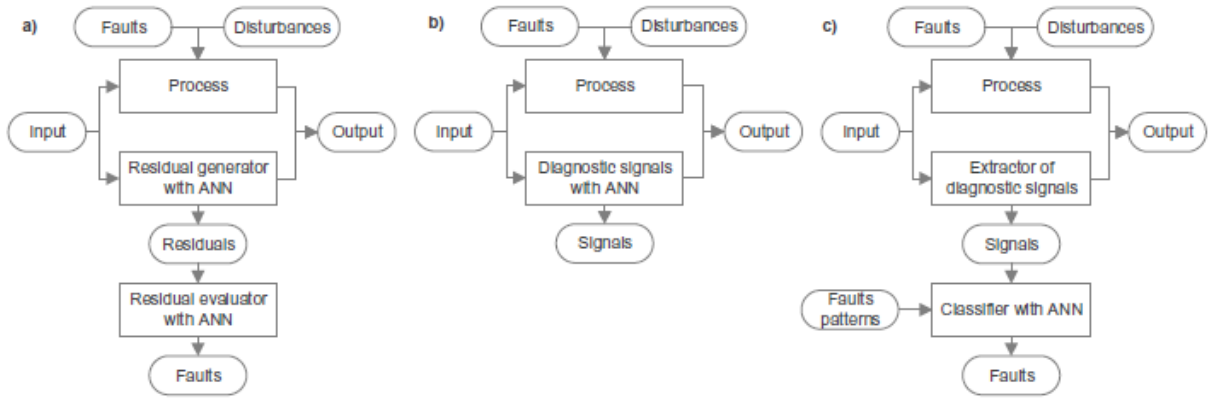 a)
Faults
Disturbances
Process
Input
Output
Residual generator
with ANN
Residuals
Residual evaluator
with ANN
Faults
b)
Faults
Disturbances
Process
Input
Output
Diagnostic signals
with ANN
Signals
c)
Faults
Disturbances
Process
Input
Output
Extractor of
diagnostic signals
Signals
Faults
patterns
Classifier with ANN
Faults